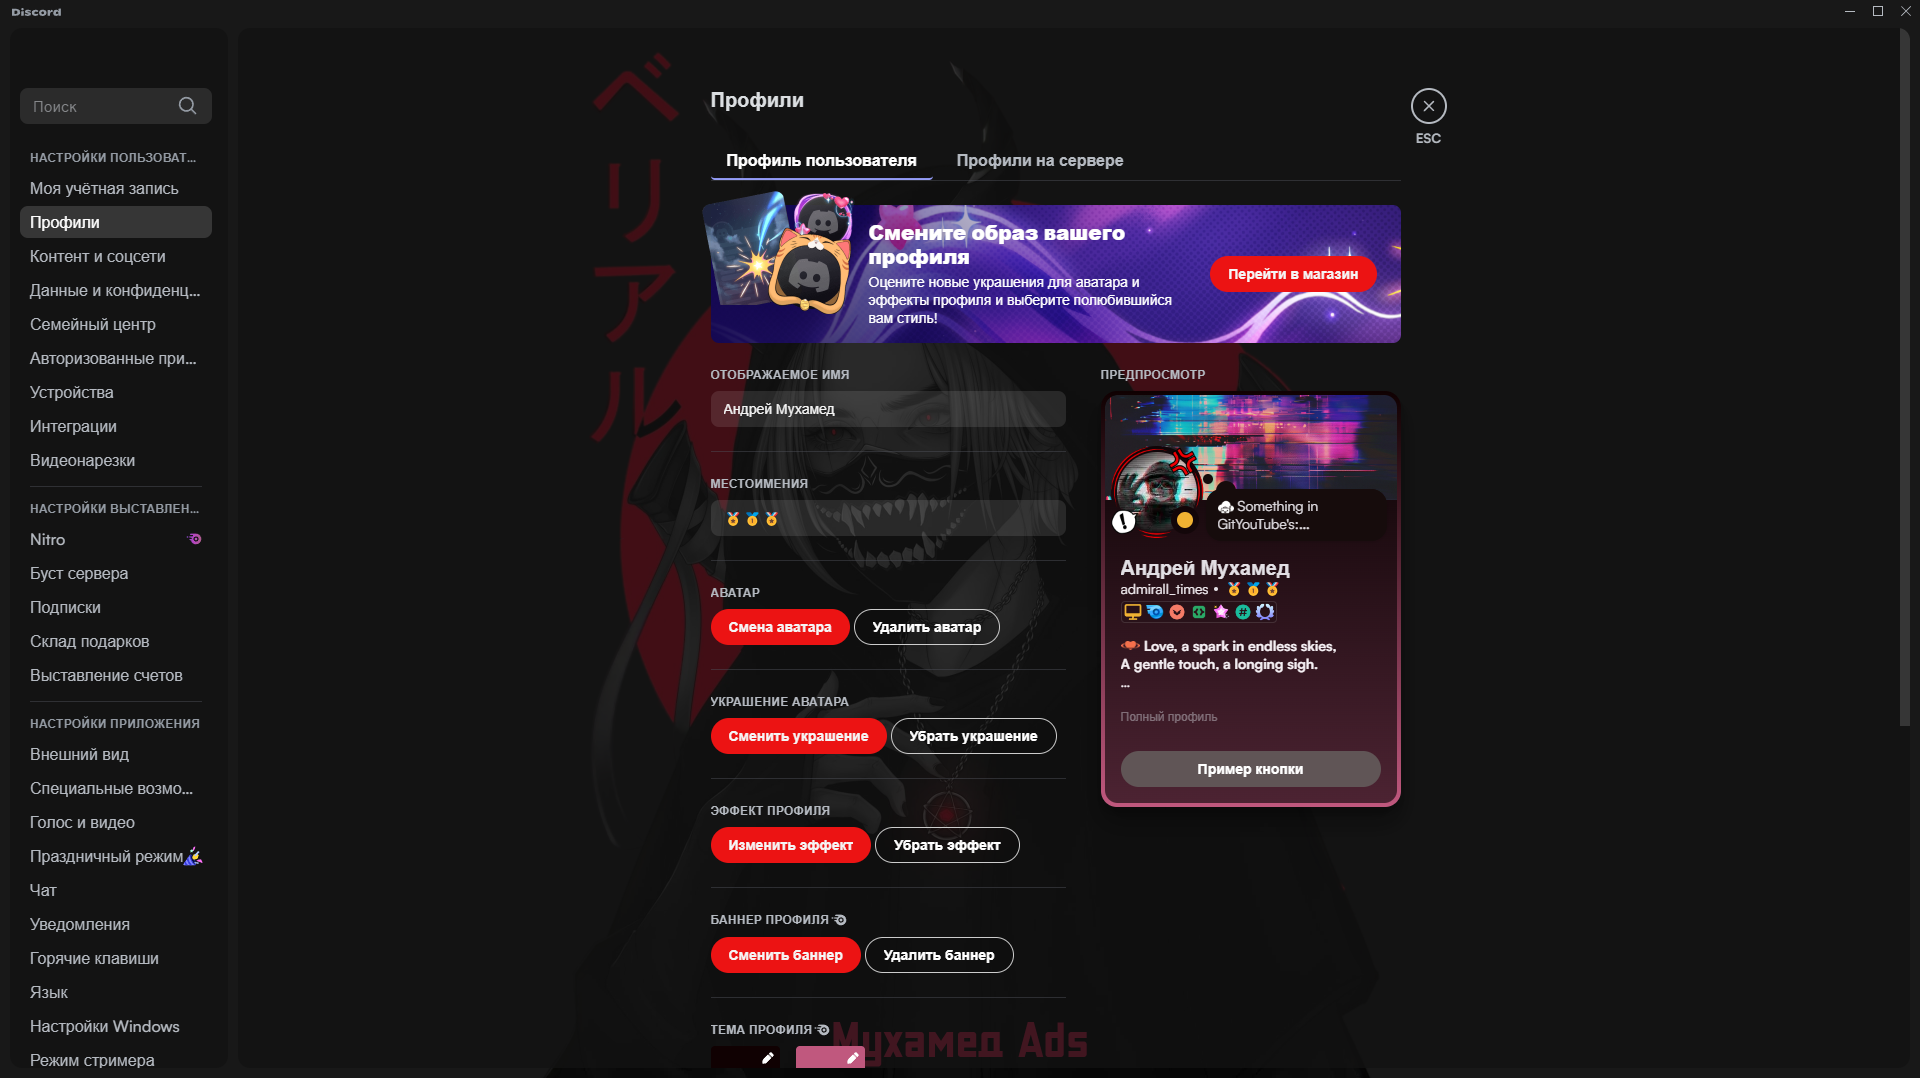 Discord
Поиск
НАСТРОЙКИ ПОЛЬЗОВАТ...
Моя учётная запись
Профили
Контент и соцсети
Данные и конфиденц...
Семейный центр
Авторизованные при...
Устройства
Интеграции
Видеонарезки
НАСТРОЙКИ ВЫСТАВЛЕН...
Nitro
Буст сервера
Подписки
Склад подарков
Выставление счетов
НАСТРОЙКИ ПРИЛОЖЕНИЯ
Внешний вид
Специальные возмо...
Голос и видео
Праздничный режим
Чат
Уведомления
Горячие клавиши
Язык
Настройки Windows
Режим стримера
ベリアル
Профили
ESC
Профиль пользователя
Профили на сервере
Смените образ вашего
профиля
Оцените новые украшения для аватара и
эффекты профиля и выберите полюбившийся
вам стиль!
Перейти в магазин
ОТОБРАЖАЕМОЕ ИМЯ
Андрей Мухамед
МЕСТОИМЕНИЯ
🏅🥇🏅
АВАТАР
Смена аватара
Удалить аватар
УКРАШЕНИЕ АВАТАРА
Сменить украшение
Убрать украшение
ЭФФЕКТ ПРОФИЛЯ
Изменить эффект
Убрать эффект
БАННЕР ПРОФИЛЯ
Сменить баннер
Удалить баннер
ТЕМА ПРОФИЛЯ
Мухамед Ads
ПРЕДПРОСМОТР
Something in
GitYouTube's:...
Андрей Мухамед
admirall_times • 🏅🥇🏅
Love, a spark in endless skies,
A gentle touch, a longing sigh.
...
Полный профиль
Пример кнопки